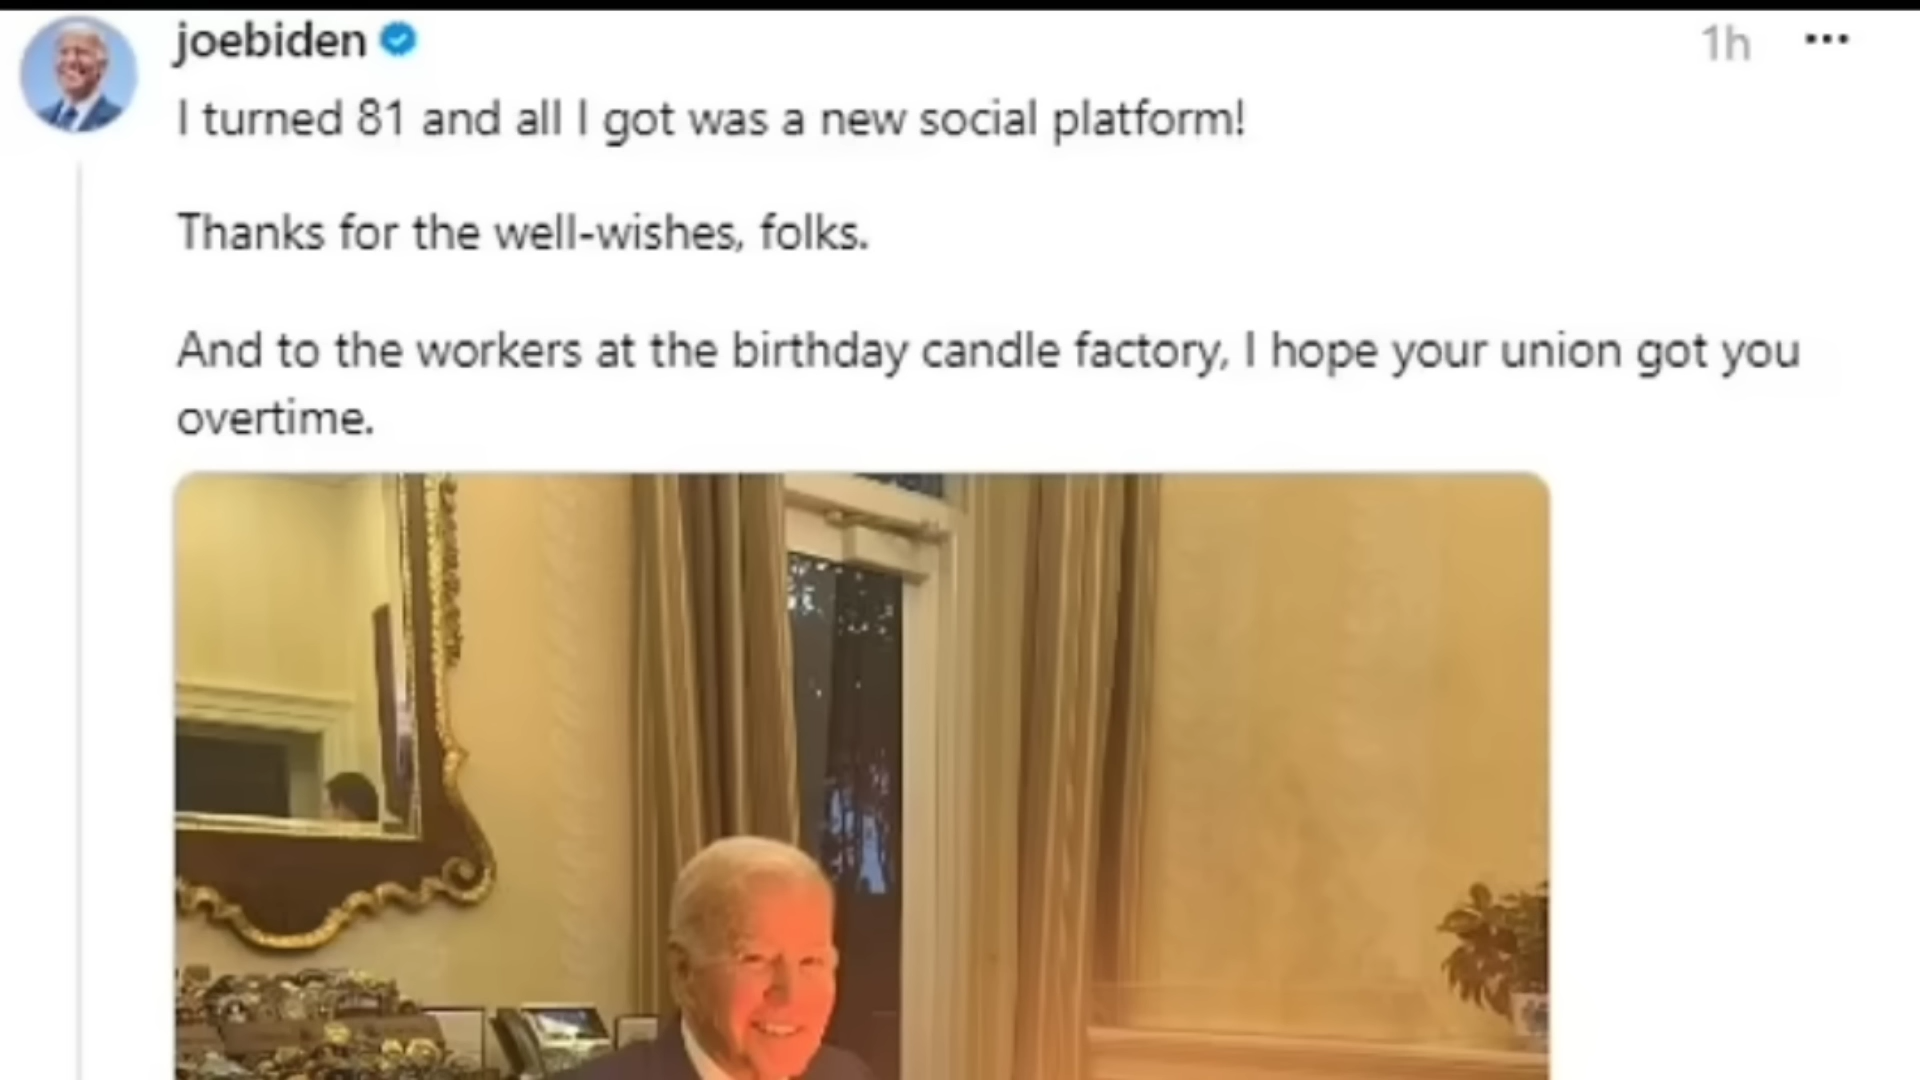 joebiden
1h
I turned 81 and all I got was a new social platform!
Thanks for the well-wishes, folks.
And to the workers at the birthday candle factory, I hope your union got you
overtime.